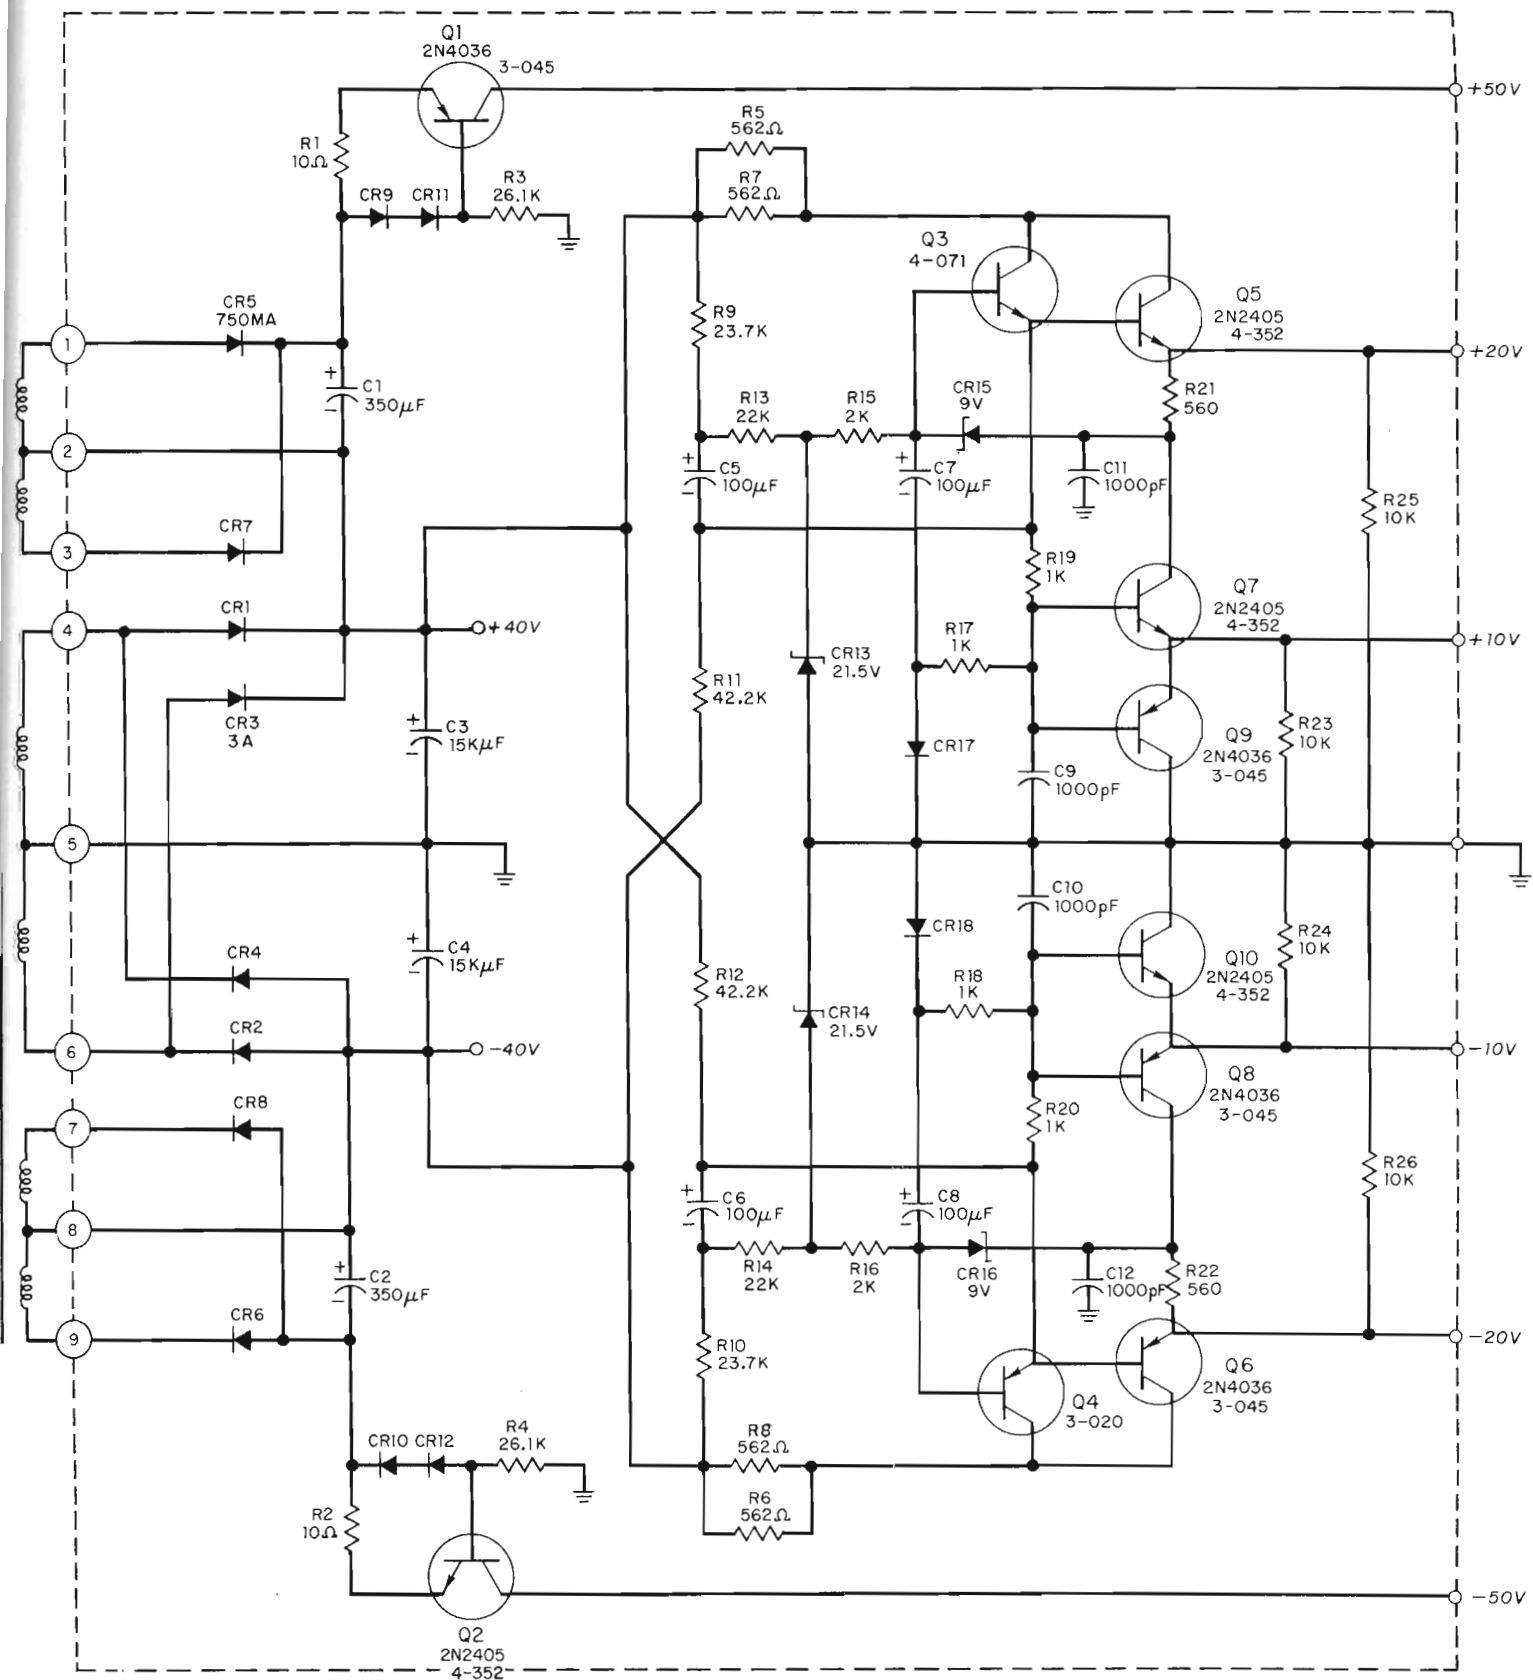 Q1
2N4036
3-045
+50V
R5
562Ω
R1
10Ω
R7
562Ω
CR9
CR11
R3
26.1K
Q3
4-071
CR5
750MA
R9
23.7K
Q5
2N2405
4-352
1
+20V
+
C1
350μF
-
R13
22K
R15
2K
CR15
9V
R21
560
2
+
C5
100μF
-
+
C7
100μF
-
C11
1000pF
R25
10K
CR7
3
R19
1K
Q7
2N2405
4-352
CR1
4
+40V
R17
1K
+10V
CR13
21.5V
R11
42.2K
CR3
3A
+
C3
15KμF
-
CR17
R23
10K
Q9
2N4036
3-045
C9
1000pF
5
C10
1000pF
CR4
+
C4
15KμF
-
CR18
R24
10K
R12
42.2K
R18
1K
Q10
2N2405
4-352
CR14
21.5V
CR2
6
-40V
-10V
Q8
2N4036
3-045
CR8
7
R20
1K
R26
10K
+
C6
100μF
-
+
C8
100μF
-
8
R14
22K
R16
2K
CR16
9V
C12
1000pF
R22
560
+
C2
350μF
-
CR6
9
-20V
R10
23.7K
Q6
2N4036
3-045
Q4
3-020
CR10
CR12
R4
26.1K
R8
562Ω
R2
10Ω
R6
562Ω
-50V
Q2
2N2405
4-352